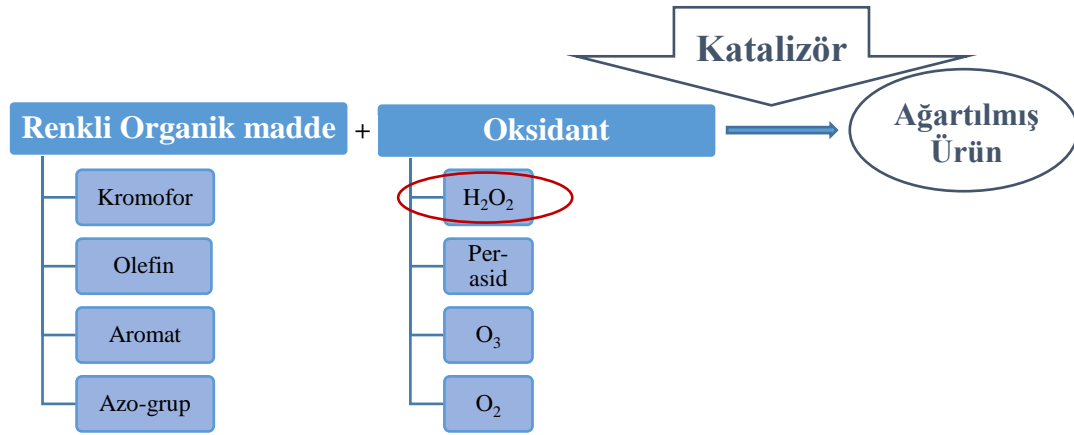 Katalizör
Renkli Organik madde + Oksidant
Ağartılmış
Ürün
Kromofor
Olefin
Aromat
Azo-grup
H₂O₂
Per-
asid
O₃
O₂